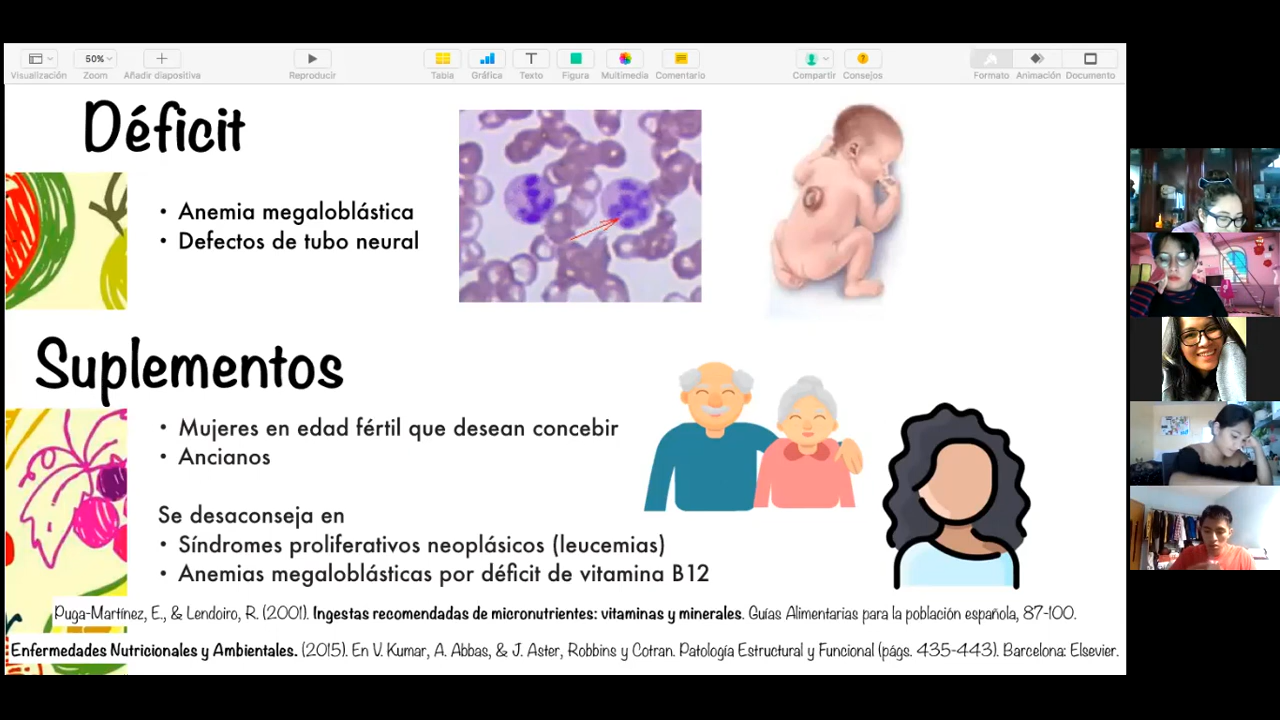 50%
Visualización
Zoom
Añadir diapositiva
Reproducir
Tabla
Gráfica
Texto
Figura
Multimedia
Comentario
Compartir
Consejos
Formato
Animación
Documento
Déficit
• Anemia megaloblástica
• Defectos de tubo neural
Suplementos
• Mujeres en edad fértil que desean concebir
• Ancianos
Se desaconseja en
• Síndromes proliferativos neoplásicos (leucemias)
• Anemias megaloblásticas por déficit de vitamina B12
Puga-Martínez, E., & Lendoiro, R. (2001). Ingestas recomendadas de micronutrientes: vitaminas y minerales. Guías Alimentarias para la población española, 87-100.
Enfermedades Nutricionales y Ambientales. (2015). En V. Kumar, A. Abbas, & J. Aster, Robbins y Cotran. Patología Estructural y Funcional (págs. 435-443). Barcelona: Elsevier.